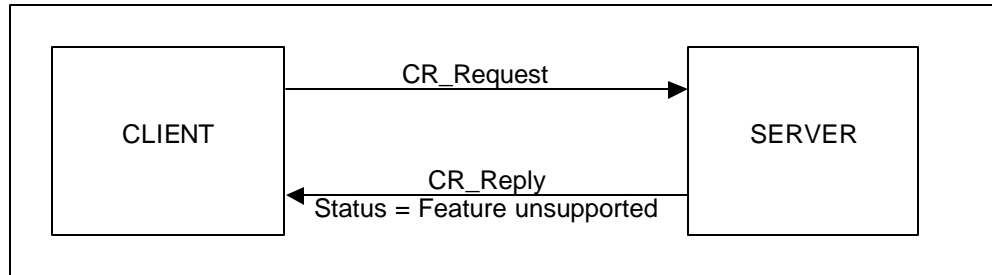 CR_Request
CLIENT
SERVER
CR_Reply
Status = Feature unsupported